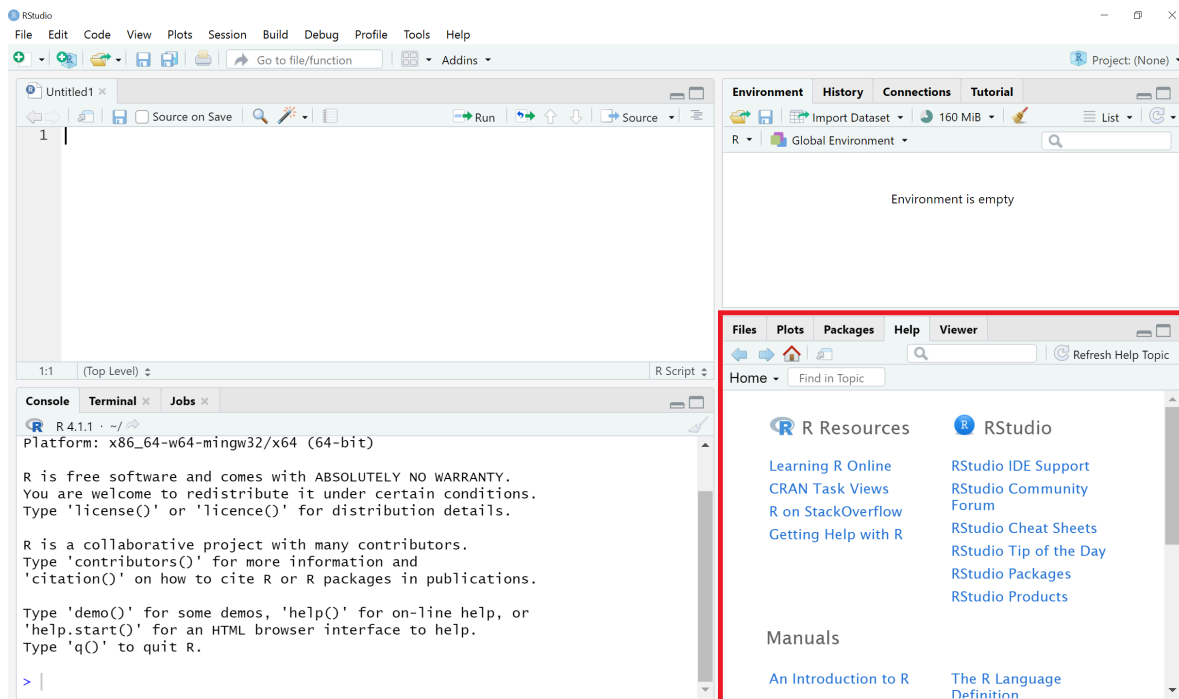 RStudio
File Edit Code View Plots Session Build Debug Profile Tools Help
Go to file/function Addins Project: (None)
Untitled1
Source on Save Run Source
1
1:1 (Top Level) R Script
Console Terminal Jobs
R 4.1.1 · ~/
Platform: x86_64-w64-mingw32/x64 (64-bit)
R is free software and comes with ABSOLUTELY NO WARRANTY.
You are welcome to redistribute it under certain conditions.
Type 'license()' or 'licence()' for distribution details.
R is a collaborative project with many contributors.
Type 'contributors()' for more information and
'citation()' on how to cite R or R packages in publications.
Type 'demo()' for some demos, 'help()' for on-line help, or
'help.start()' for an HTML browser interface to help.
Type 'q()' to quit R.
>
Environment History Connections Tutorial
Import Dataset 160 MiB List
R Global Environment
Environment is empty
Files Plots Packages Help Viewer
Refresh Help Topic
Home Find in Topic
R Resources
Learning R Online
CRAN Task Views
R on StackOverflow
Getting Help with R
RStudio
RStudio IDE Support
RStudio Community
Forum
RStudio Cheat Sheets
RStudio Tip of the Day
RStudio Packages
RStudio Products
Manuals
An Introduction to R
The R Language
Definition